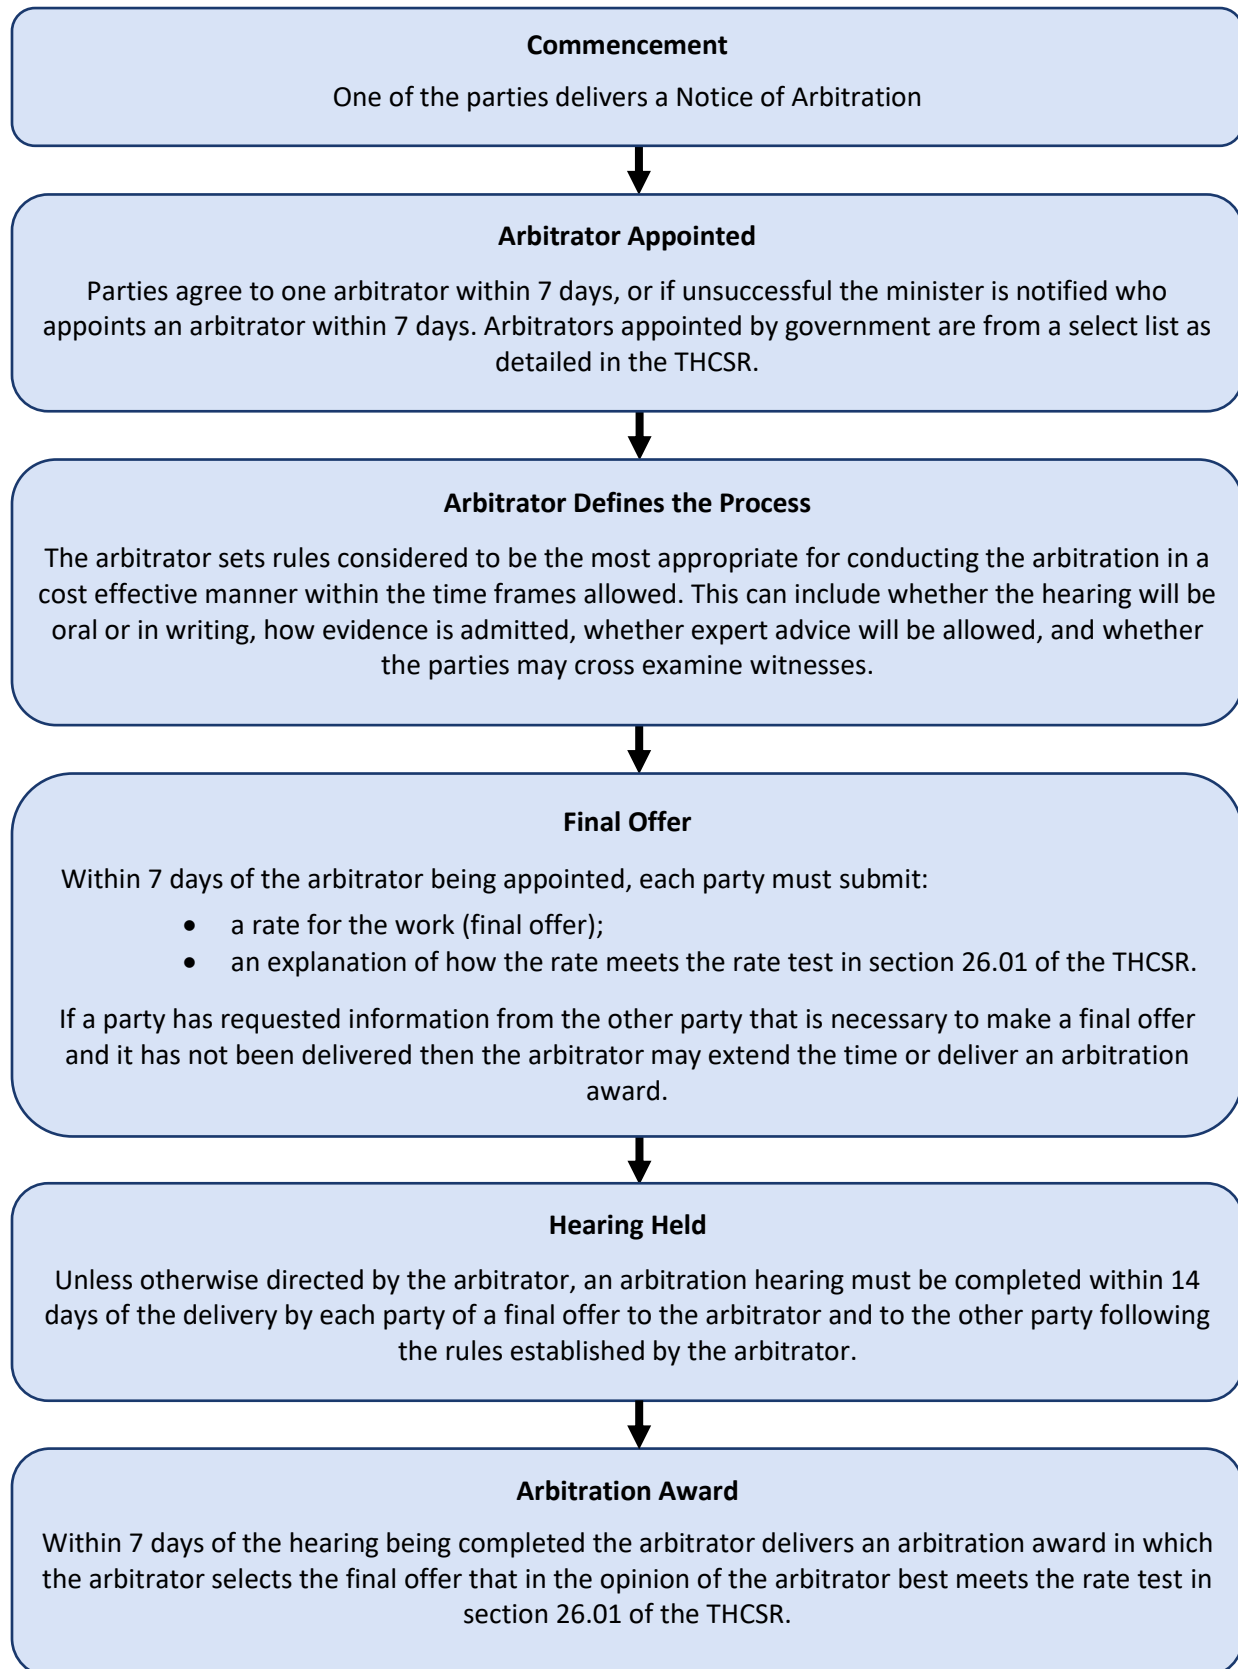 Commencement
One of the parties delivers a Notice of Arbitration
Arbitrator Appointed
Parties agree to one arbitrator within 7 days, or if unsuccessful the minister is notified who
appoints an arbitrator within 7 days. Arbitrators appointed by government are from a select list as
detailed in the THCSR.
Arbitrator Defines the Process
The arbitrator sets rules considered to be the most appropriate for conducting the arbitration in a
cost effective manner within the time frames allowed. This can include whether the hearing will be
oral or in writing, how evidence is admitted, whether expert advice will be allowed, and whether
the parties may cross examine witnesses.
Final Offer
Within 7 days of the arbitrator being appointed, each party must submit:
• a rate for the work (final offer);
• an explanation of how the rate meets the rate test in section 26.01 of the THCSR.
If a party has requested information from the other party that is necessary to make a final offer
and it has not been delivered then the arbitrator may extend the time or deliver an arbitration
award.
Hearing Held
Unless otherwise directed by the arbitrator, an arbitration hearing must be completed within 14
days of the delivery by each party of a final offer to the arbitrator and to the other party following
the rules established by the arbitrator.
Arbitration Award
Within 7 days of the hearing being completed the arbitrator delivers an arbitration award in which
the arbitrator selects the final offer that in the opinion of the arbitrator best meets the rate test in
section 26.01 of the THCSR.